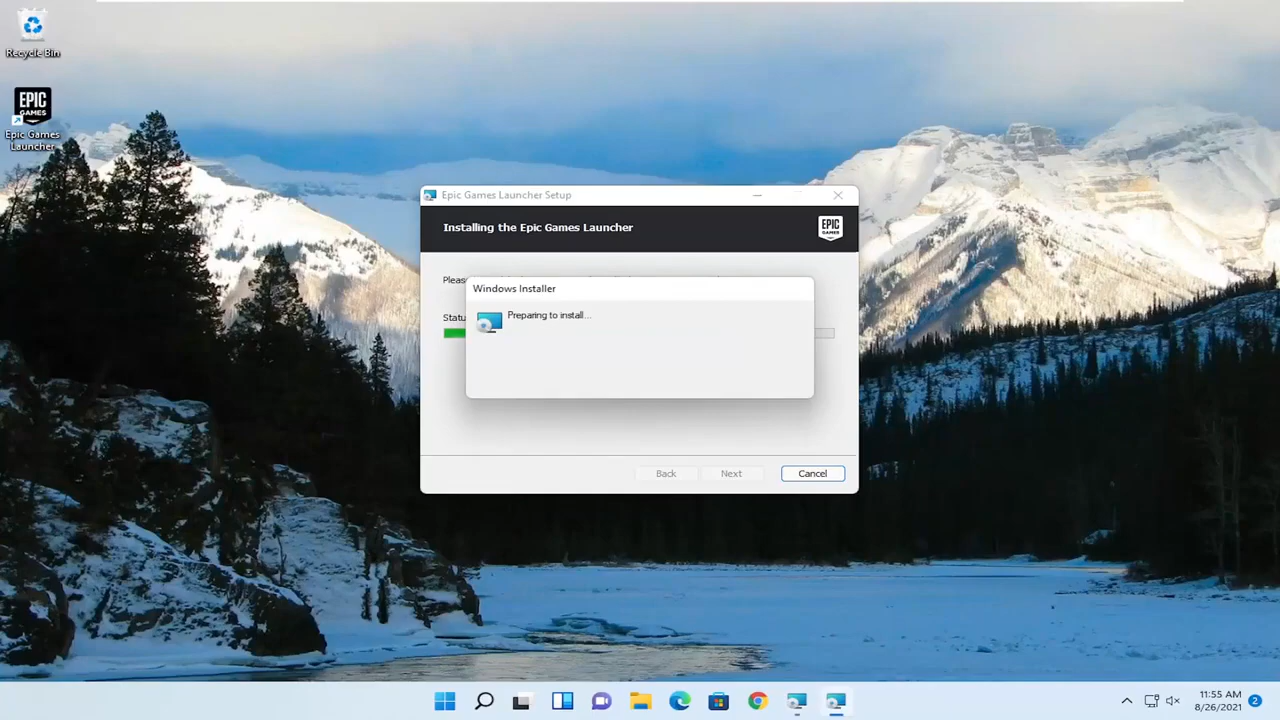 Recycle Bin
EPIC
GAMES
Epic Games
Launcher
Epic Games Launcher Setup
Installing the Epic Games Launcher
EPIC
GAMES
Windows Installer
Preparing to install...
Back
Next
Cancel
11:55 AM
8/26/2021
2